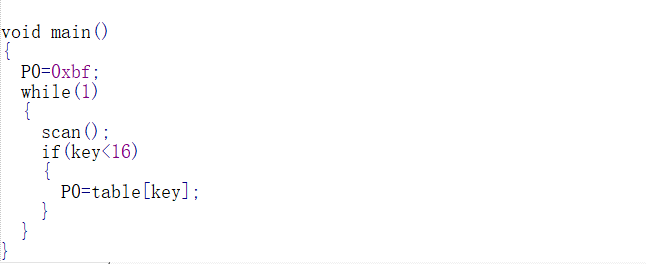 void main()
{
P0=0xbf;
while(1)
{
scan();
if(key<16)
{
P0=table[key];
}
}
}